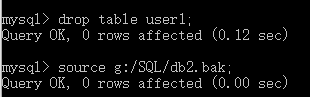 mysql> drop table user1;
Query OK, 0 rows affected (0.12 sec)
mysql> source g:/SQL/db2.bak;
Query OK, 0 rows affected (0.00 sec)